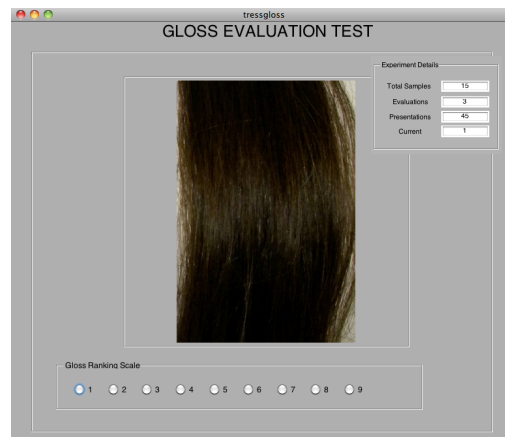 tressgloss
GLOSS EVALUATION TEST
Experiment Details
Total Samples 15
Evaluations 3
Presentations 45
Current 1
Gloss Ranking Scale
1 2 3 4 5 6 7 8 9